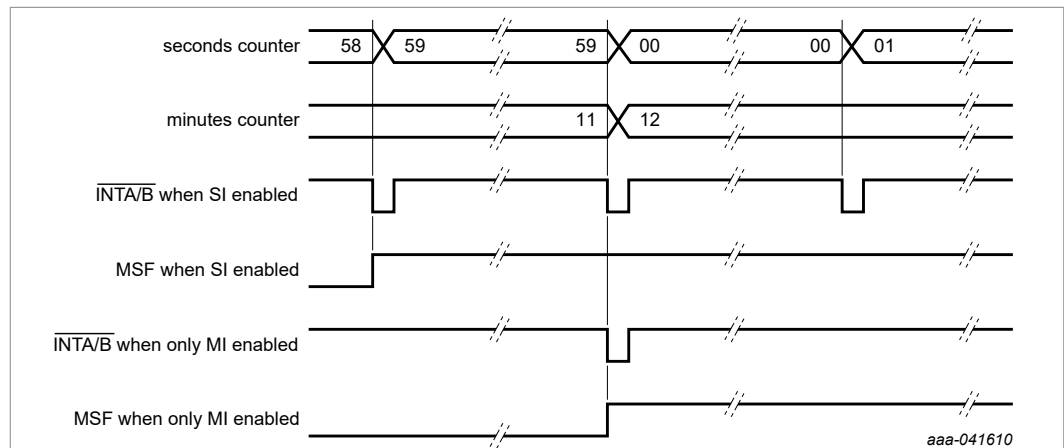 seconds counter 58 59 59 00 00 01
minutes counter 11 12
INTA/B when SI enabled
MSF when SI enabled
INTA/B when only MI enabled
MSF when only MI enabled
aaa-041610